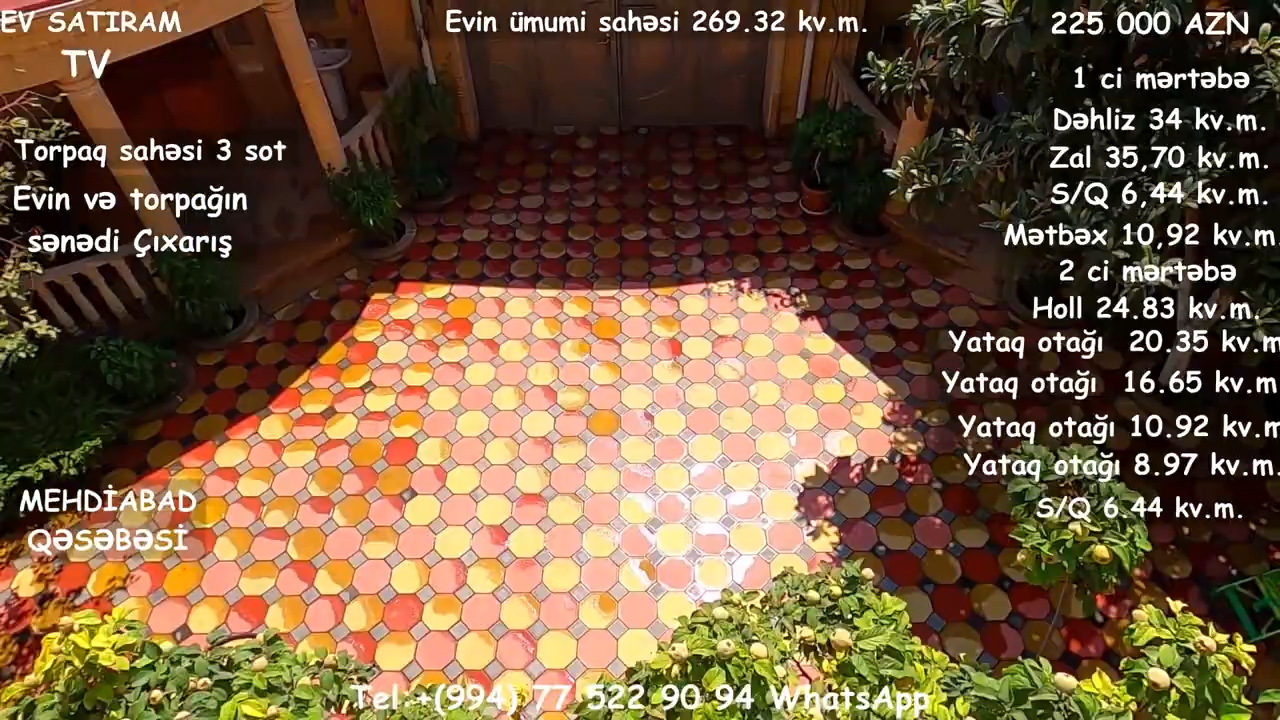 EV SATIRAM
TV
Evin ümumi sahəsi 269.32 kv.m.
225 000 AZN
1 ci mərtəbə
Dəhliz 34 kv.m.
Zal 35,70 kv.m.
S/Q 6,44 kv.m.
Mətbəx 10,92 kv.m
2 ci mərtəbə
Holl 24.83 kv.m.
Yataq otağı 20.35 kv.m
Yataq otağı 16.65 kv.m
Yataq otağı 10.92 kv.m
Yataq otağı 8.97 kv.m.
S/Q 6.44 kv.m.
Torpaq sahəsi 3 sot
Evin və torpağın
sənədi Çıxarış
MEHDİABAD
QƏSƏBƏSİ
Tel:+(994) 77 522 90 94 WhatsApp